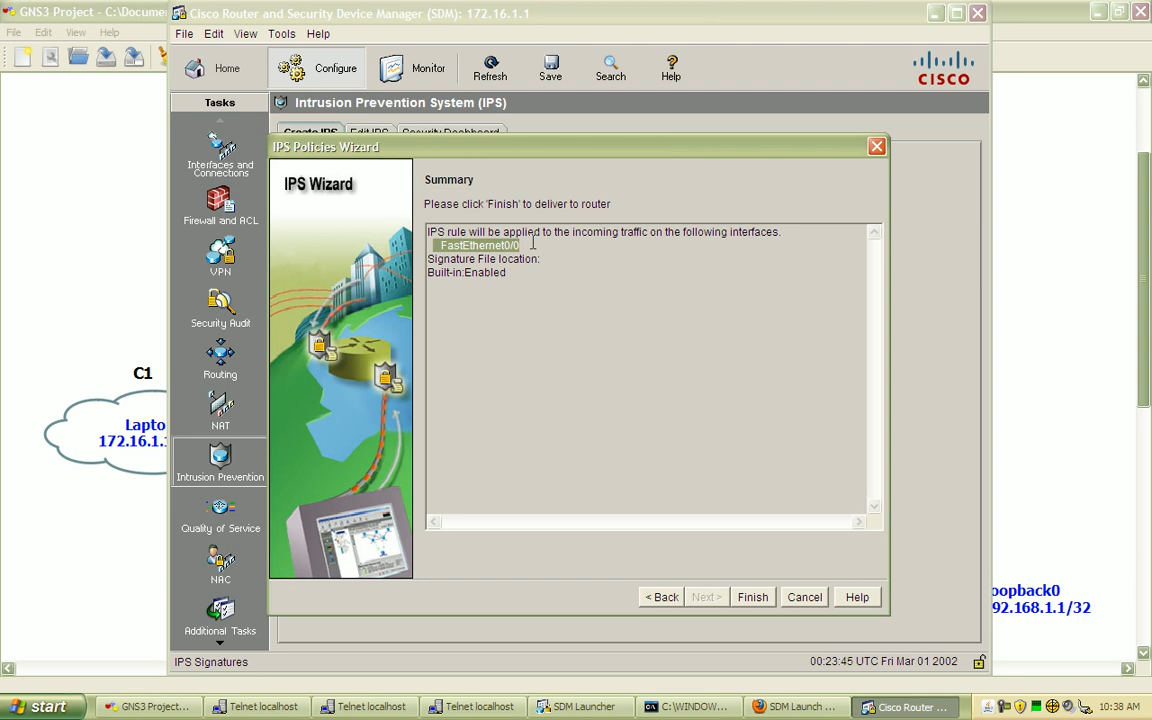 GNS3 Project - C:\Docume
Cisco Router and Security Device Manager (SDM): 172.16.1.1
File Edit View Help
File Edit View Tools Help
Home
Configure
Monitor
Refresh
Save
Search
Help
CISCO
Tasks
Intrusion Prevention System (IPS)
Create IPS
Edit IPS
Security Dashboard
Interfaces and
Connections
Firewall and ACL
VPN
Security Audit
Routing
NAT
Intrusion Prevention
Quality of Service
NAC
Additional Tasks
IPS Policies Wizard
IPS Wizard
Summary
Please click 'Finish' to deliver to router
IPS rule will be applied to the incoming traffic on the following interfaces.
FastEthernet0/0
Signature File location:
Built-in:Enabled
< Back
Next >
Finish
Cancel
Help
C1
Lapto
172.16.1.
oopback0
92.168.1.1/32
IPS Signatures
00:23:45 UTC Fri Mar 01 2002
start
GNS3 Project...
Telnet localhost
Telnet localhost
Telnet localhost
SDM Launcher
C:\WINDOW...
SDM Launch ...
Cisco Router ...
10:38 AM